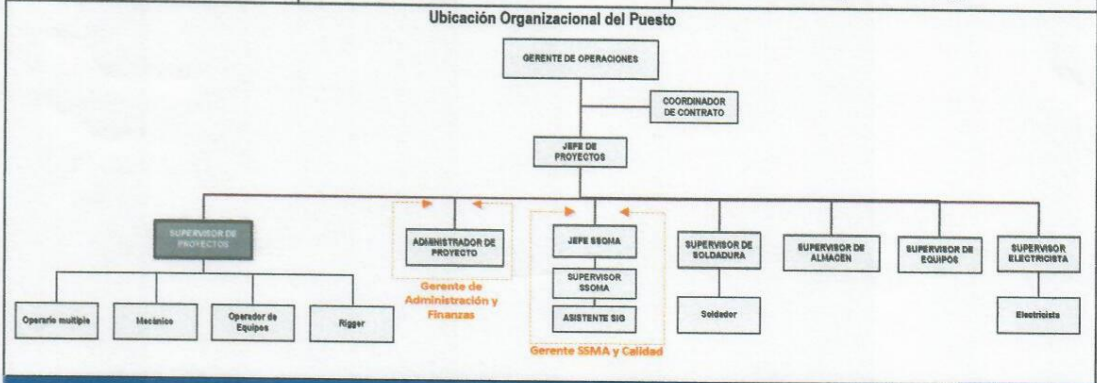 Ubicación Organizacional del Puesto
GERENTE DE OPERACIONES
COORDINADOR
DE CONTRATO
JEFE DE
PROYECTOS
SUPERVISOR DE
PROYECTOS
ADMINISTRADOR DE
PROYECTO
JEFE SSOMA
SUPERVISOR DE
SOLDADURA
SUPERVISOR DE
ALMACÉN
SUPERVISOR DE
EQUIPOS
SUPERVISOR
ELECTRICISTA
SUPERVISOR
SSOMA
Gerente de
Administración y
Finanzas
Operario multiple
Mecánico
Operador de
Equipos
Rigger
ASISTENTE SIG
Soldador
Electricista
Gerente SSMA y Calidad